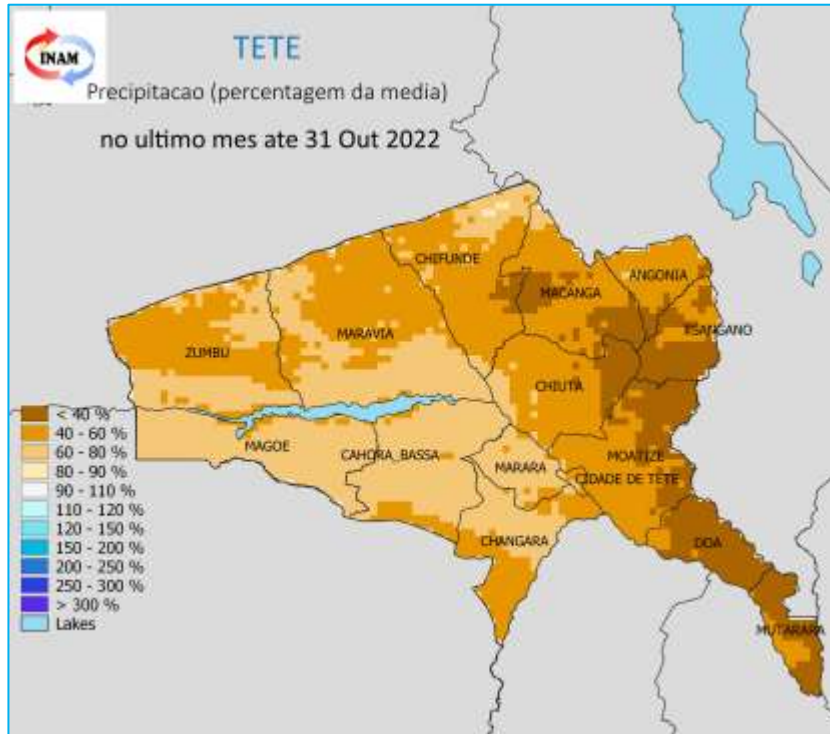 INAM
TETE
Precipitacao (percentagem da media)
no ultimo mes ate 31 Out 2022
CHIFUNDE
ANGONIA
MACANGA
TSANGANO
MARAVIA
ZUMBU
CHIUTA
MAGOE
CAHORA_BASSA
MARARA
MOATIZE
CIDADE DE TETE
CHANGARA
DOA
MUTARARA
< 40 %
40 - 60 %
60 - 80 %
80 - 90 %
90 - 110 %
110 - 120 %
120 - 150 %
150 - 200 %
200 - 250 %
250 - 300 %
> 300 %
Lakes